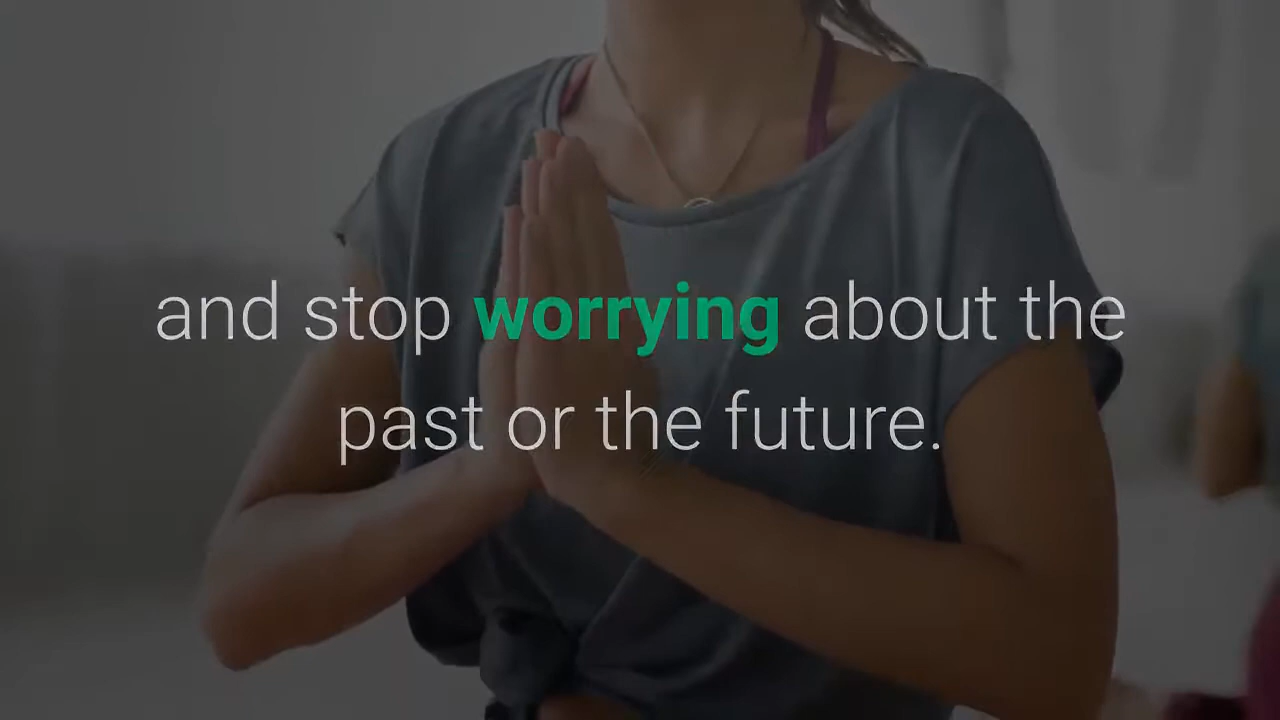 and stop worrying about the
past or the future.